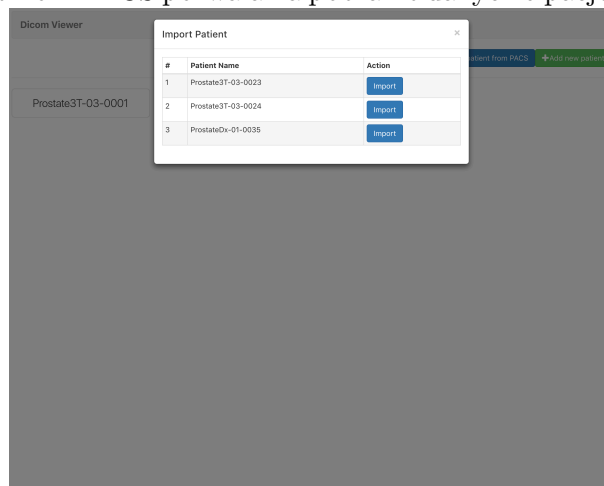 Dicom Viewer
Import Patient ×
atient from PACS +Add new patient
# Patient Name Action
1 Prostate3T-03-0023 Import
2 Prostate3T-03-0024 Import
3 ProstateDx-01-0035 Import
Prostate3T-03-0001